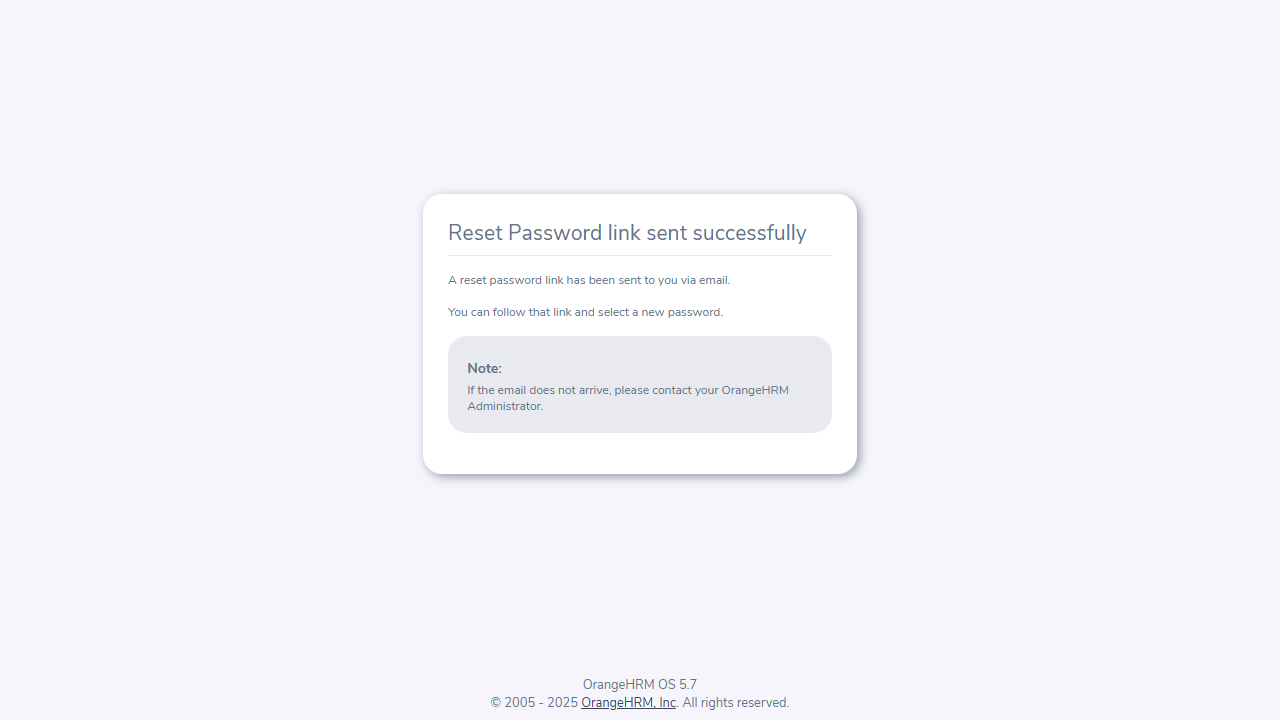 Reset Password link sent successfully
A reset password link has been sent to you via email.
You can follow that link and select a new password.
Note:
If the email does not arrive, please contact your OrangeHRM
Administrator.
OrangeHRM OS 5.7
© 2005 - 2025 OrangeHRM, Inc. All rights reserved.